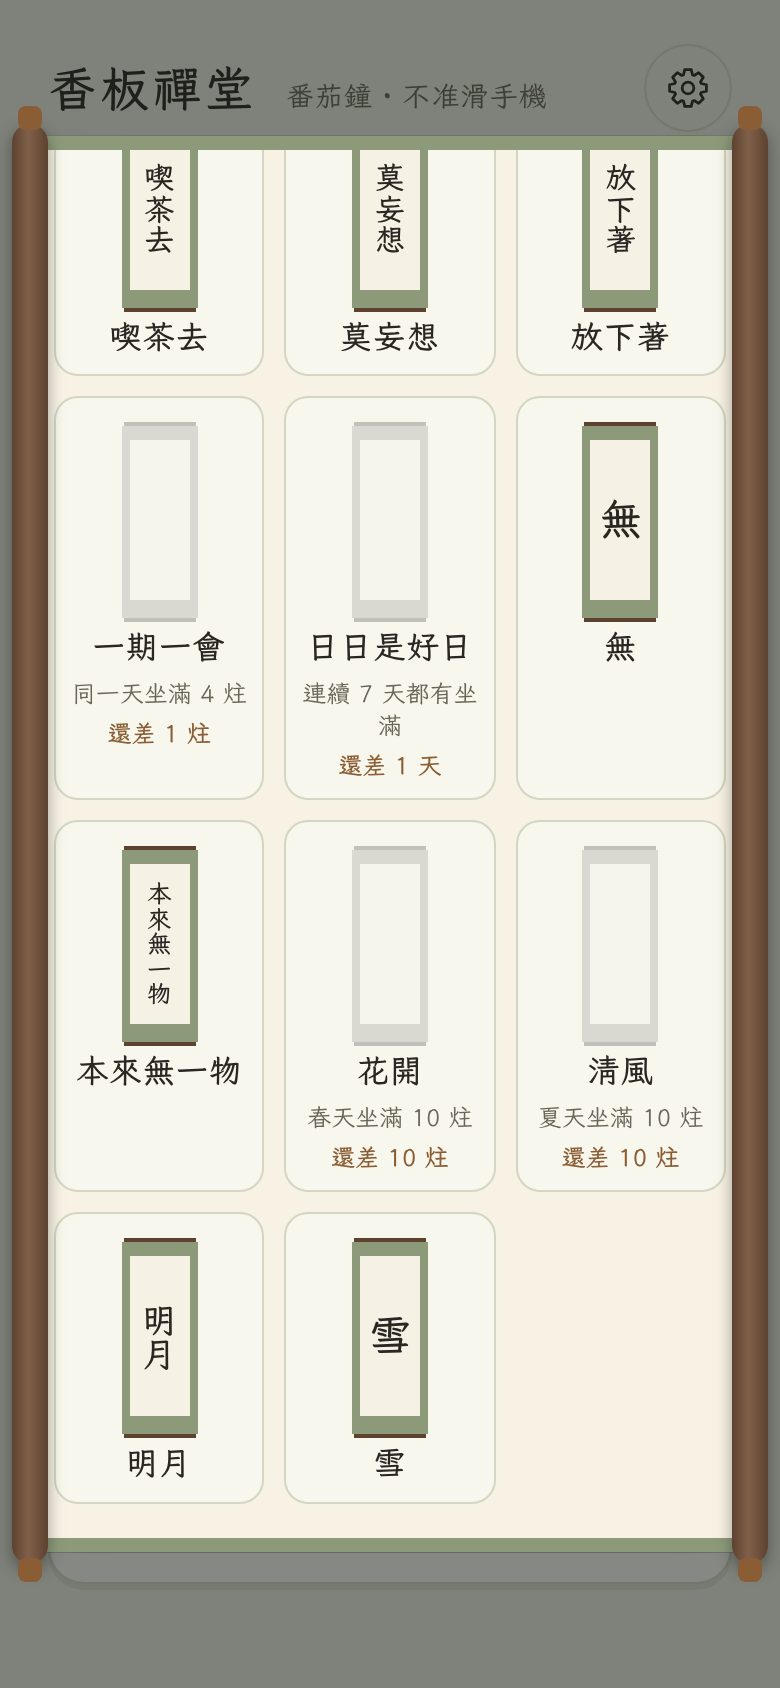 香板禪堂
番茄鐘・不准滑手機
喫茶去
莫妄想
放下著
喫茶去
莫妄想
放下著
無
一期一會
日日是好日
無
同一天坐滿 4 炷
連續 7 天都有坐
滿
還差 1 炷
還差 1 天
本來無一物
本來無一物
花開
清風
春天坐滿 10 炷
夏天坐滿 10 炷
還差 10 炷
還差 10 炷
明月
雪
明月
雪